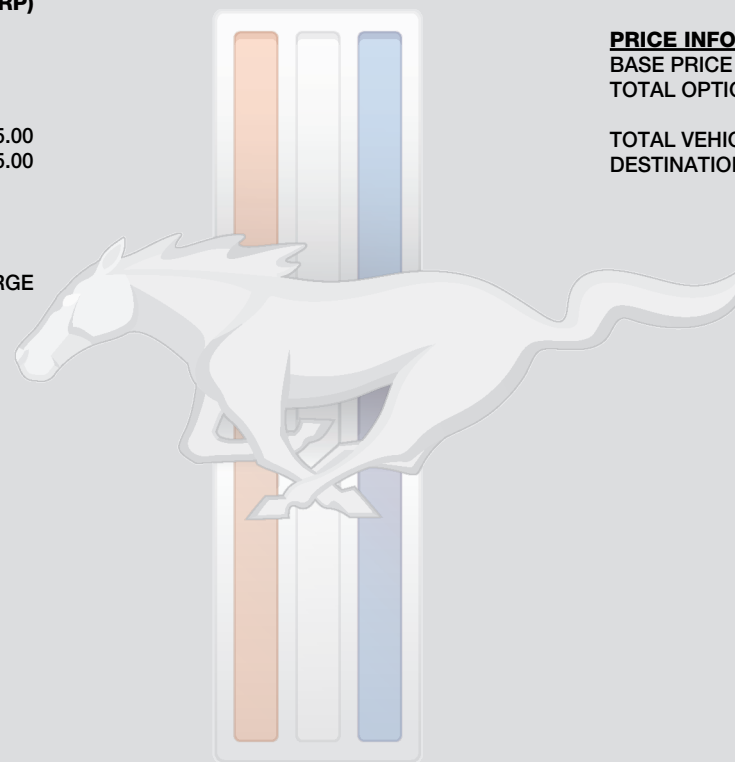 RP)
5.00
5.00
RGE
PRICE INFO
BASE PRICE
TOTAL OPTIO
TOTAL VEHIC
DESTINATION